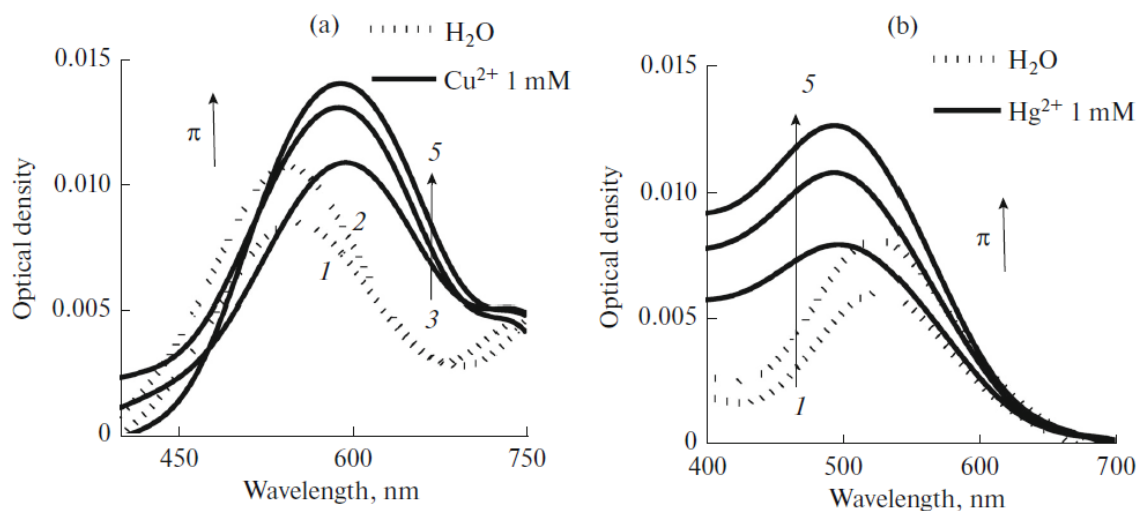 (a)
H₂O
Cu²⁺ 1 mM
0.015
0.010
0.005
0
π
5
2
1
3
450
600
750
Optical density
Wavelength, nm
(b)
H₂O
Hg²⁺ 1 mM
0.015
0.010
0.005
0
5
π
1
400
500
600
700
Optical density
Wavelength, nm